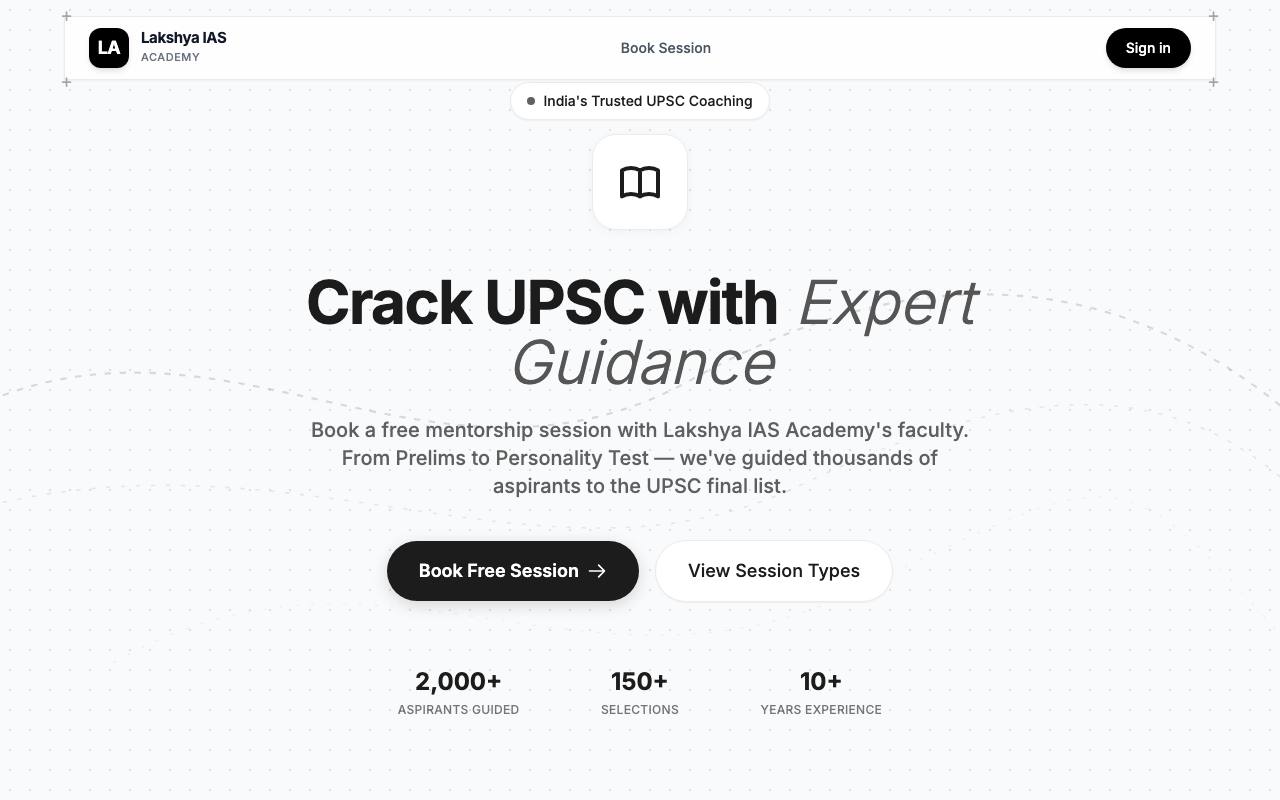 LA
Lakshya IAS
ACADEMY
Book Session
Sign in
India's Trusted UPSC Coaching
Crack UPSC with Expert
Guidance
Book a free mentorship session with Lakshya IAS Academy's faculty.
From Prelims to Personality Test — we've guided thousands of
aspirants to the UPSC final list.
Book Free Session →
View Session Types
2,000+
ASPIRANTS GUIDED
150+
SELECTIONS
10+
YEARS EXPERIENCE